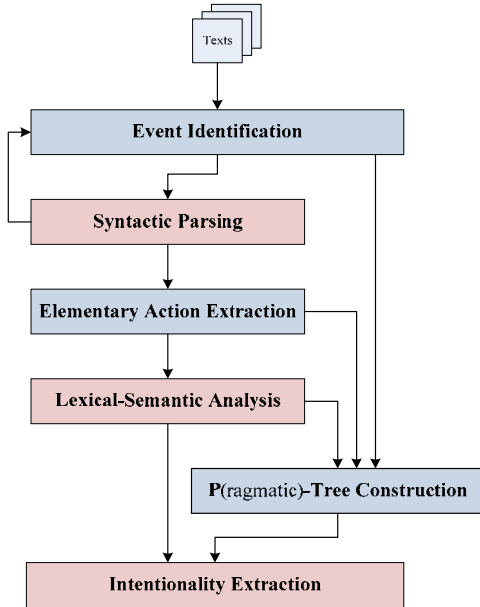 Texts
Event Identification
Syntactic Parsing
Elementary Action Extraction
Lexical-Semantic Analysis
P(ragmatic)-Tree Construction
Intentionality Extraction